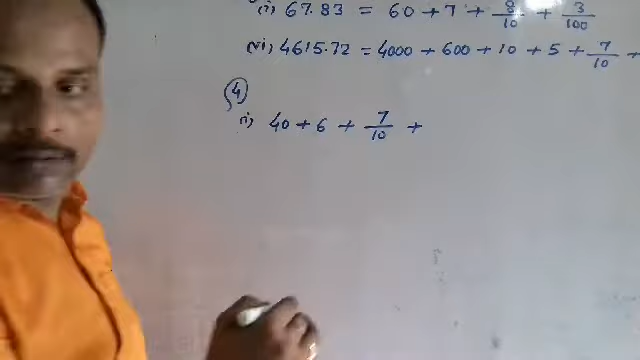 (i) 67.83 = 60 + 7 + 8/10 + 3/100
(vi) 4615.72 = 4000 + 600 + 10 + 5 + 7/10 +
(4)
(i) 40 + 6 + 7/10 +